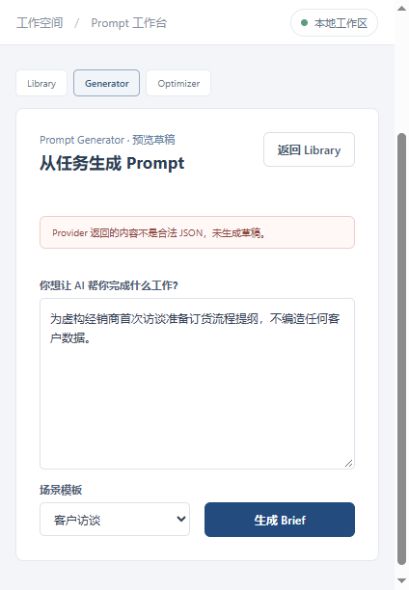 工作空间 / Prompt 工作台
本地工作区
Library
Generator
Optimizer
Prompt Generator · 预览草稿
从任务生成 Prompt
返回 Library
Provider 返回的内容不是合法 JSON，未生成草稿。
你想让 AI 帮你完成什么工作？
为虚构经销商首次访谈准备订货流程提纲，不编造任何客
户数据。
场景模板
客户访谈
生成 Brief